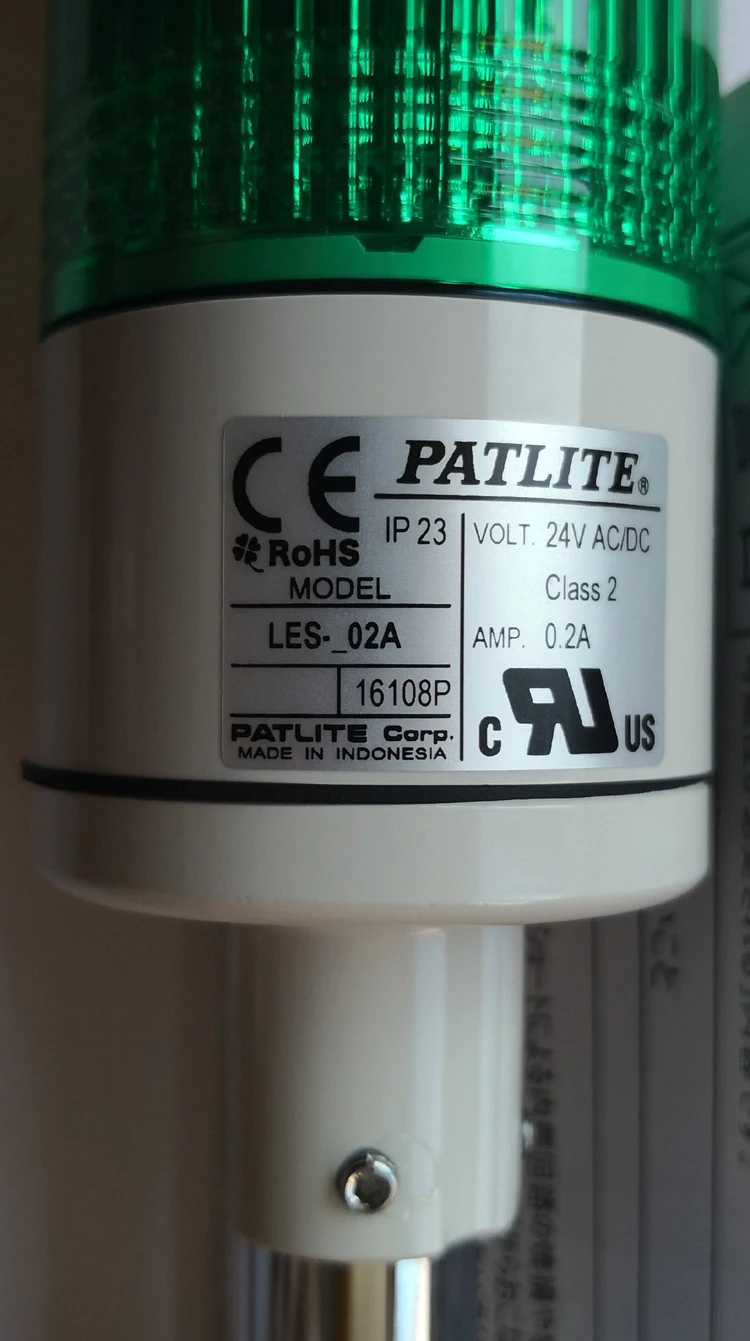 CE
PATLITE®
RoHS
IP 23
MODEL
LES-_02A
16108P
PATLITE Corp.
MADE IN INDONESIA
VOLT. 24V AC/DC
Class 2
AMP. 0.2A
C RU US